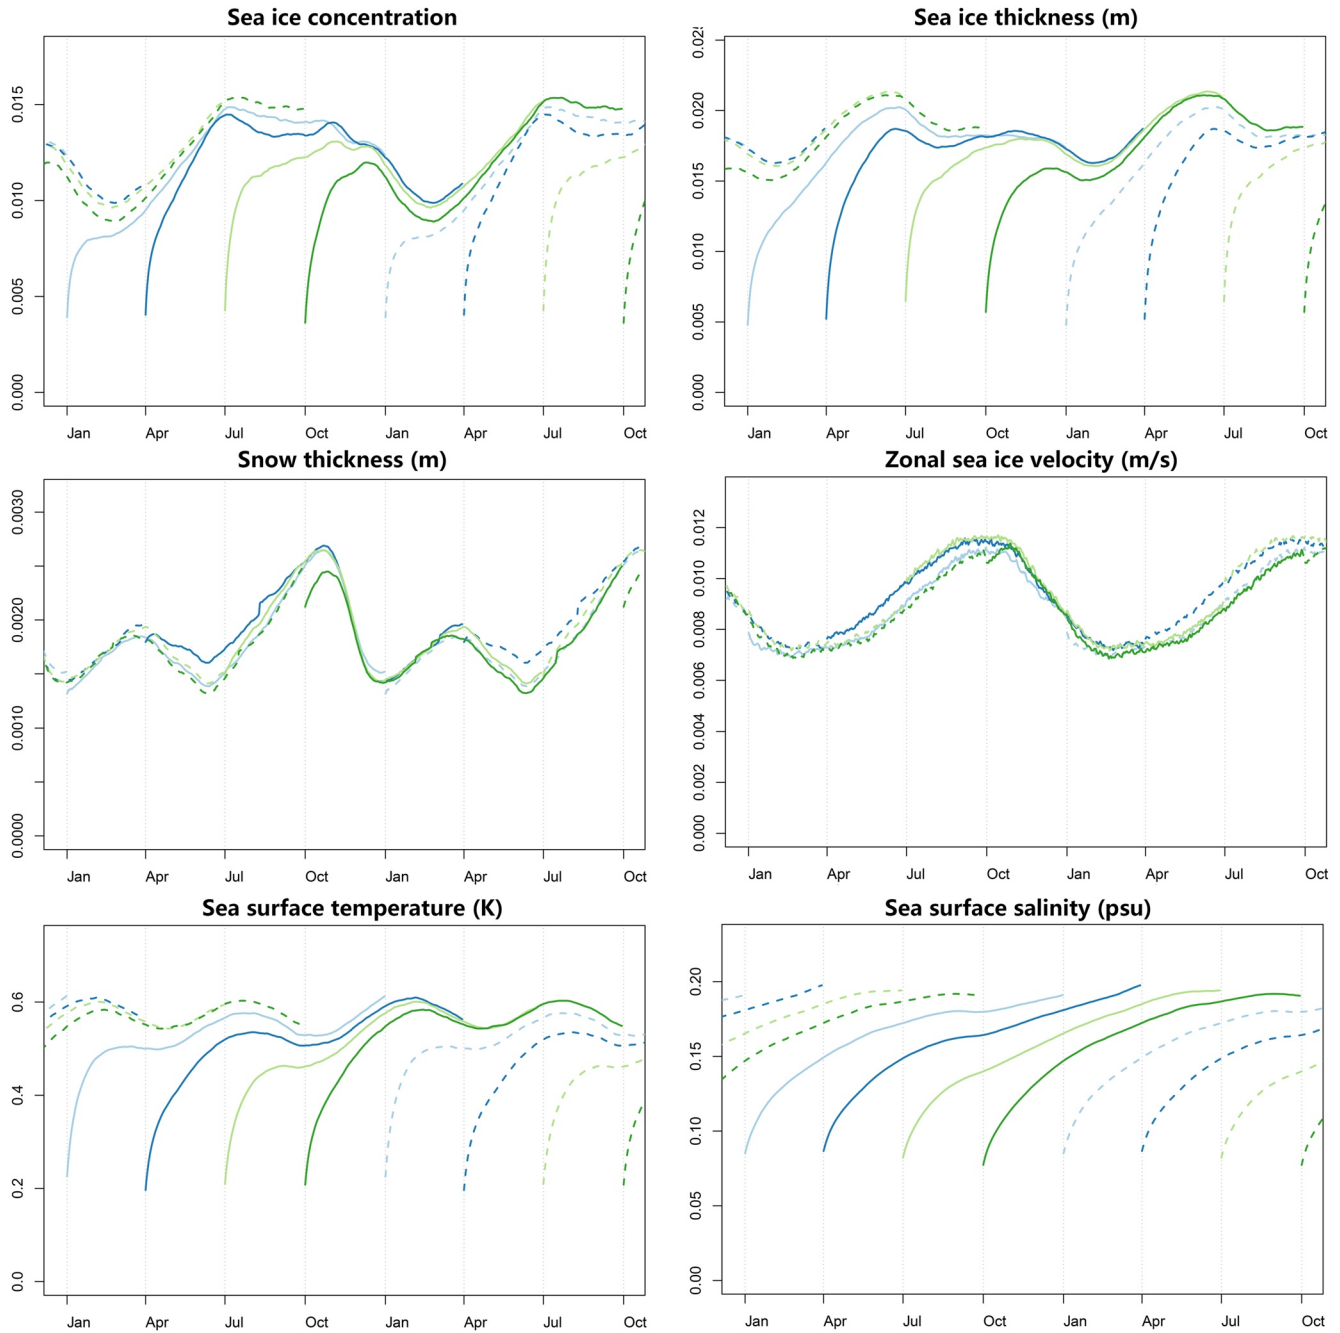 Sea ice concentration
0.015
0.010
0.005
0.000
Jan Apr Jul Oct Jan Apr Jul Oct
Sea ice thickness (m)
0.020
0.015
0.010
0.005
0.000
Jan Apr Jul Oct Jan Apr Jul Oct
Snow thickness (m)
0.0030
0.0020
0.0010
0.0000
Jan Apr Jul Oct Jan Apr Jul Oct
Zonal sea ice velocity (m/s)
0.012
0.010
0.008
0.006
0.004
0.002
0.000
Jan Apr Jul Oct Jan Apr Jul Oct
Sea surface temperature (K)
0.6
0.4
0.2
0.0
Jan Apr Jul Oct Jan Apr Jul Oct
Sea surface salinity (psu)
0.20
0.15
0.10
0.05
0.00
Jan Apr Jul Oct Jan Apr Jul Oct